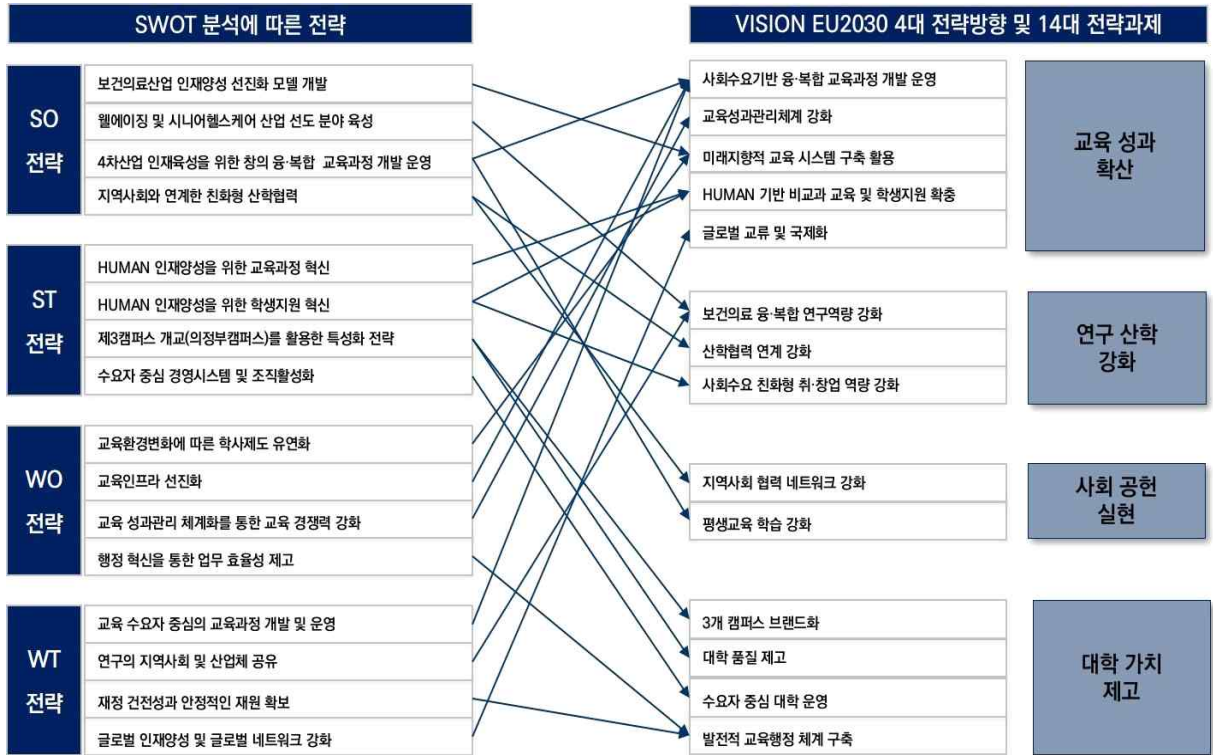 SWOT 분석에 따른 전략
VISION EU2030 4대 전략방향 및 14대 전략과제
SO
전략
보건의료산업 인재양성 선진화 모델 개발
웰에이징 및 시니어헬스케어 산업 선도 분야 육성
4차산업 인재육성을 위한 창의 융·복합 교육과정 개발 운영
지역사회와 연계한 친화형 산학협력
ST
전략
HUMAN 인재양성을 위한 교육과정 혁신
HUMAN 인재양성을 위한 학생지원 혁신
제3캠퍼스 개교(의정부캠퍼스)를 활용한 특성화 전략
수요자 중심 경영시스템 및 조직활성화
WO
전략
교육환경변화에 따른 학사제도 유연화
교육인프라 선진화
교육 성과관리 체계화를 통한 교육 경쟁력 강화
행정 혁신을 통한 업무 효율성 제고
WT
전략
교육 수요자 중심의 교육과정 개발 및 운영
연구의 지역사회 및 산업체 공유
재정 건전성과 안정적인 재원 확보
글로벌 인재양성 및 글로벌 네트워크 강화
사회수요기반 융·복합 교육과정 개발 운영
교육성과관리체계 강화
미래지향적 교육 시스템 구축 활용
HUMAN 기반 비교과 교육 및 학생지원 확충
글로벌 교류 및 국제화
교육 성과
확산
보건의료 융·복합 연구역량 강화
산학협력 연계 강화
사회수요 친화형 취·창업 역량 강화
연구 산학
강화
지역사회 협력 네트워크 강화
평생교육 학습 강화
사회 공헌
실현
3개 캠퍼스 브랜드화
대학 품질 제고
수요자 중심 대학 운영
발전적 교육행정 체계 구축
대학 가치
제고